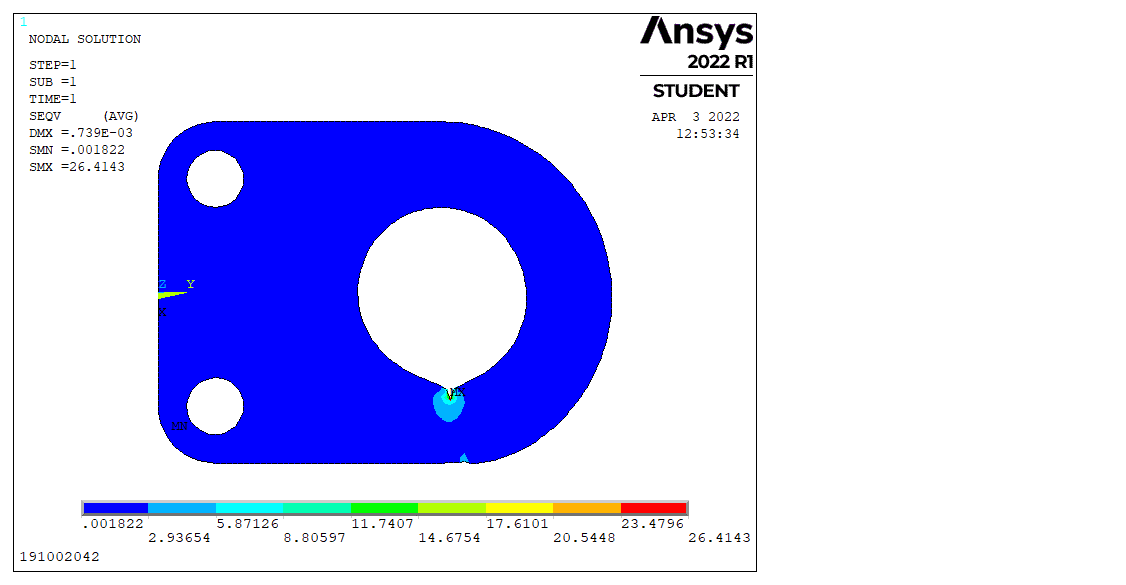 1
NODAL SOLUTION
STEP=1
SUB =1
TIME=1
SEQV (AVG)
DMX =.739E-03
SMN =.001822
SMX =26.4143
Ansys
2022 R1
STUDENT
APR 3 2022
12:53:34
Z Y
X
MX
MN
.001822 5.87126 11.7407 17.6101 23.4796
2.93654 8.80597 14.6754 20.5448 26.4143
191002042